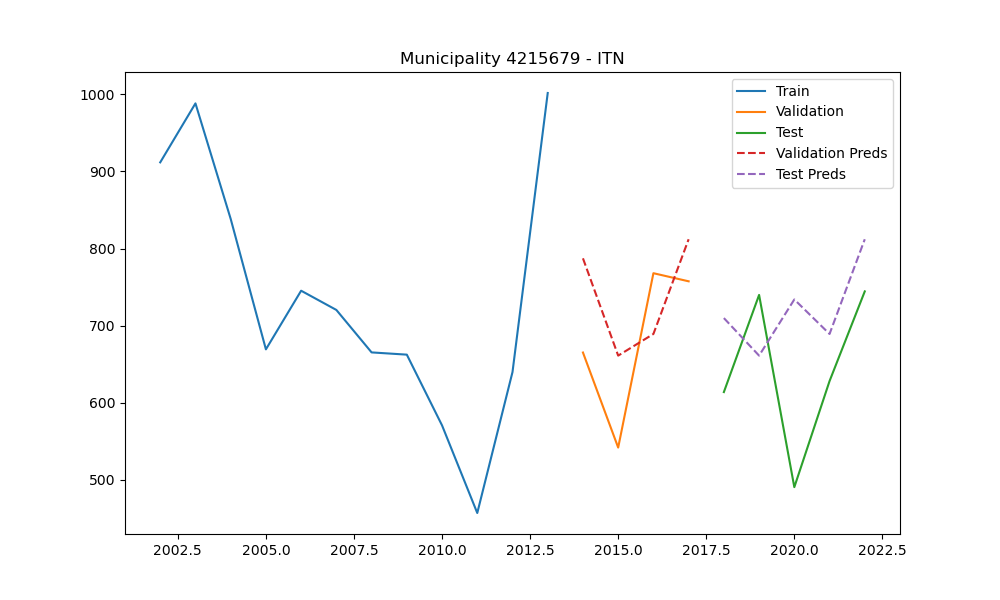 Municipality 4215679 - ITN
1000
900
800
700
600
500
2002.5 2005.0 2007.5 2010.0 2012.5 2015.0 2017.5 2020.0 2022.5
Train
Validation
Test
Validation Preds
Test Preds